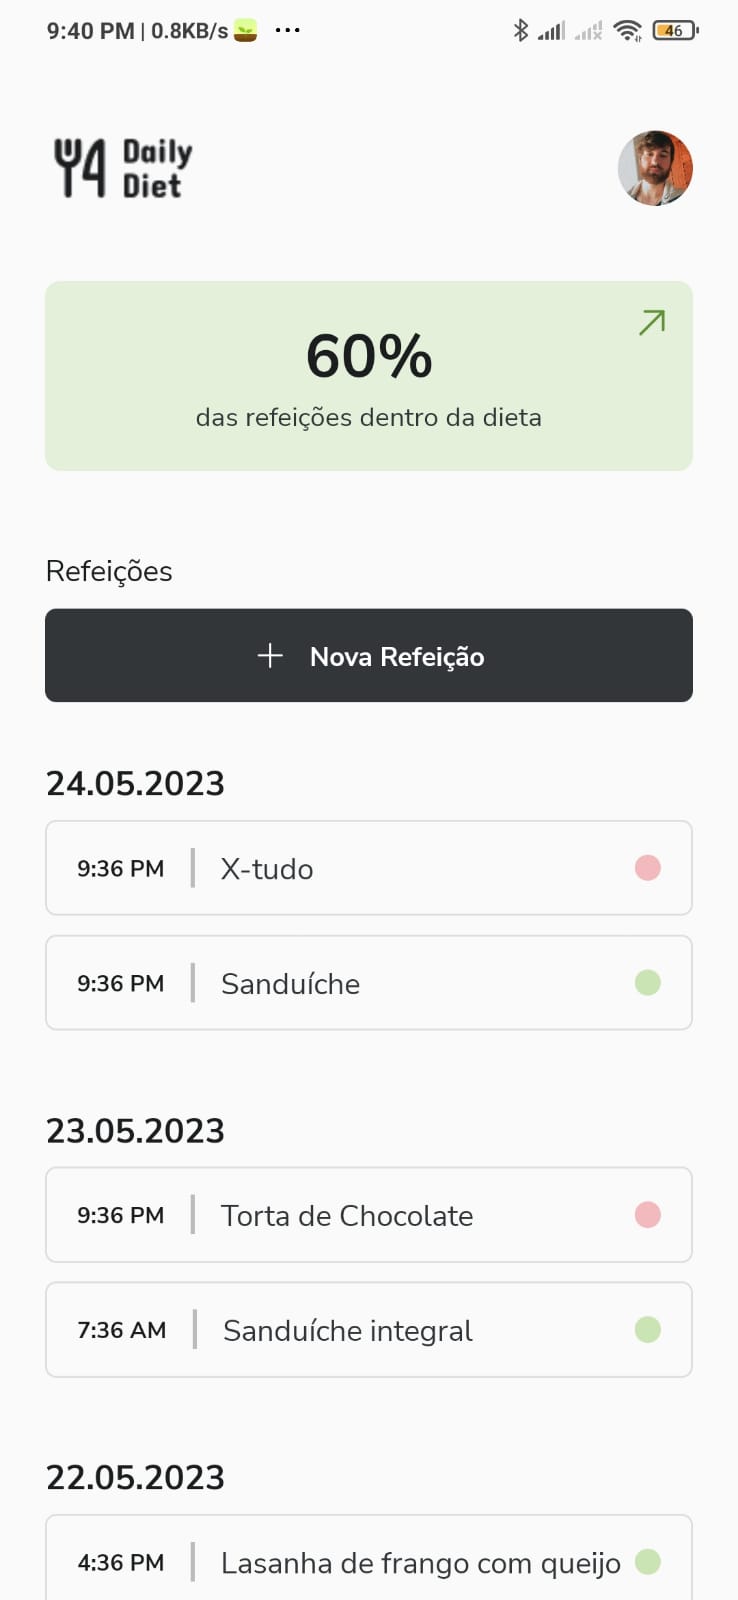 9:40 PM | 0.8KB/s ...
46
Daily
Diet
60%
das refeições dentro da dieta
Refeições
+ Nova Refeição
24.05.2023
9:36 PM X-tudo
9:36 PM Sanduíche
23.05.2023
9:36 PM Torta de Chocolate
7:36 AM Sanduíche integral
22.05.2023
4:36 PM Lasanha de frango com queijo